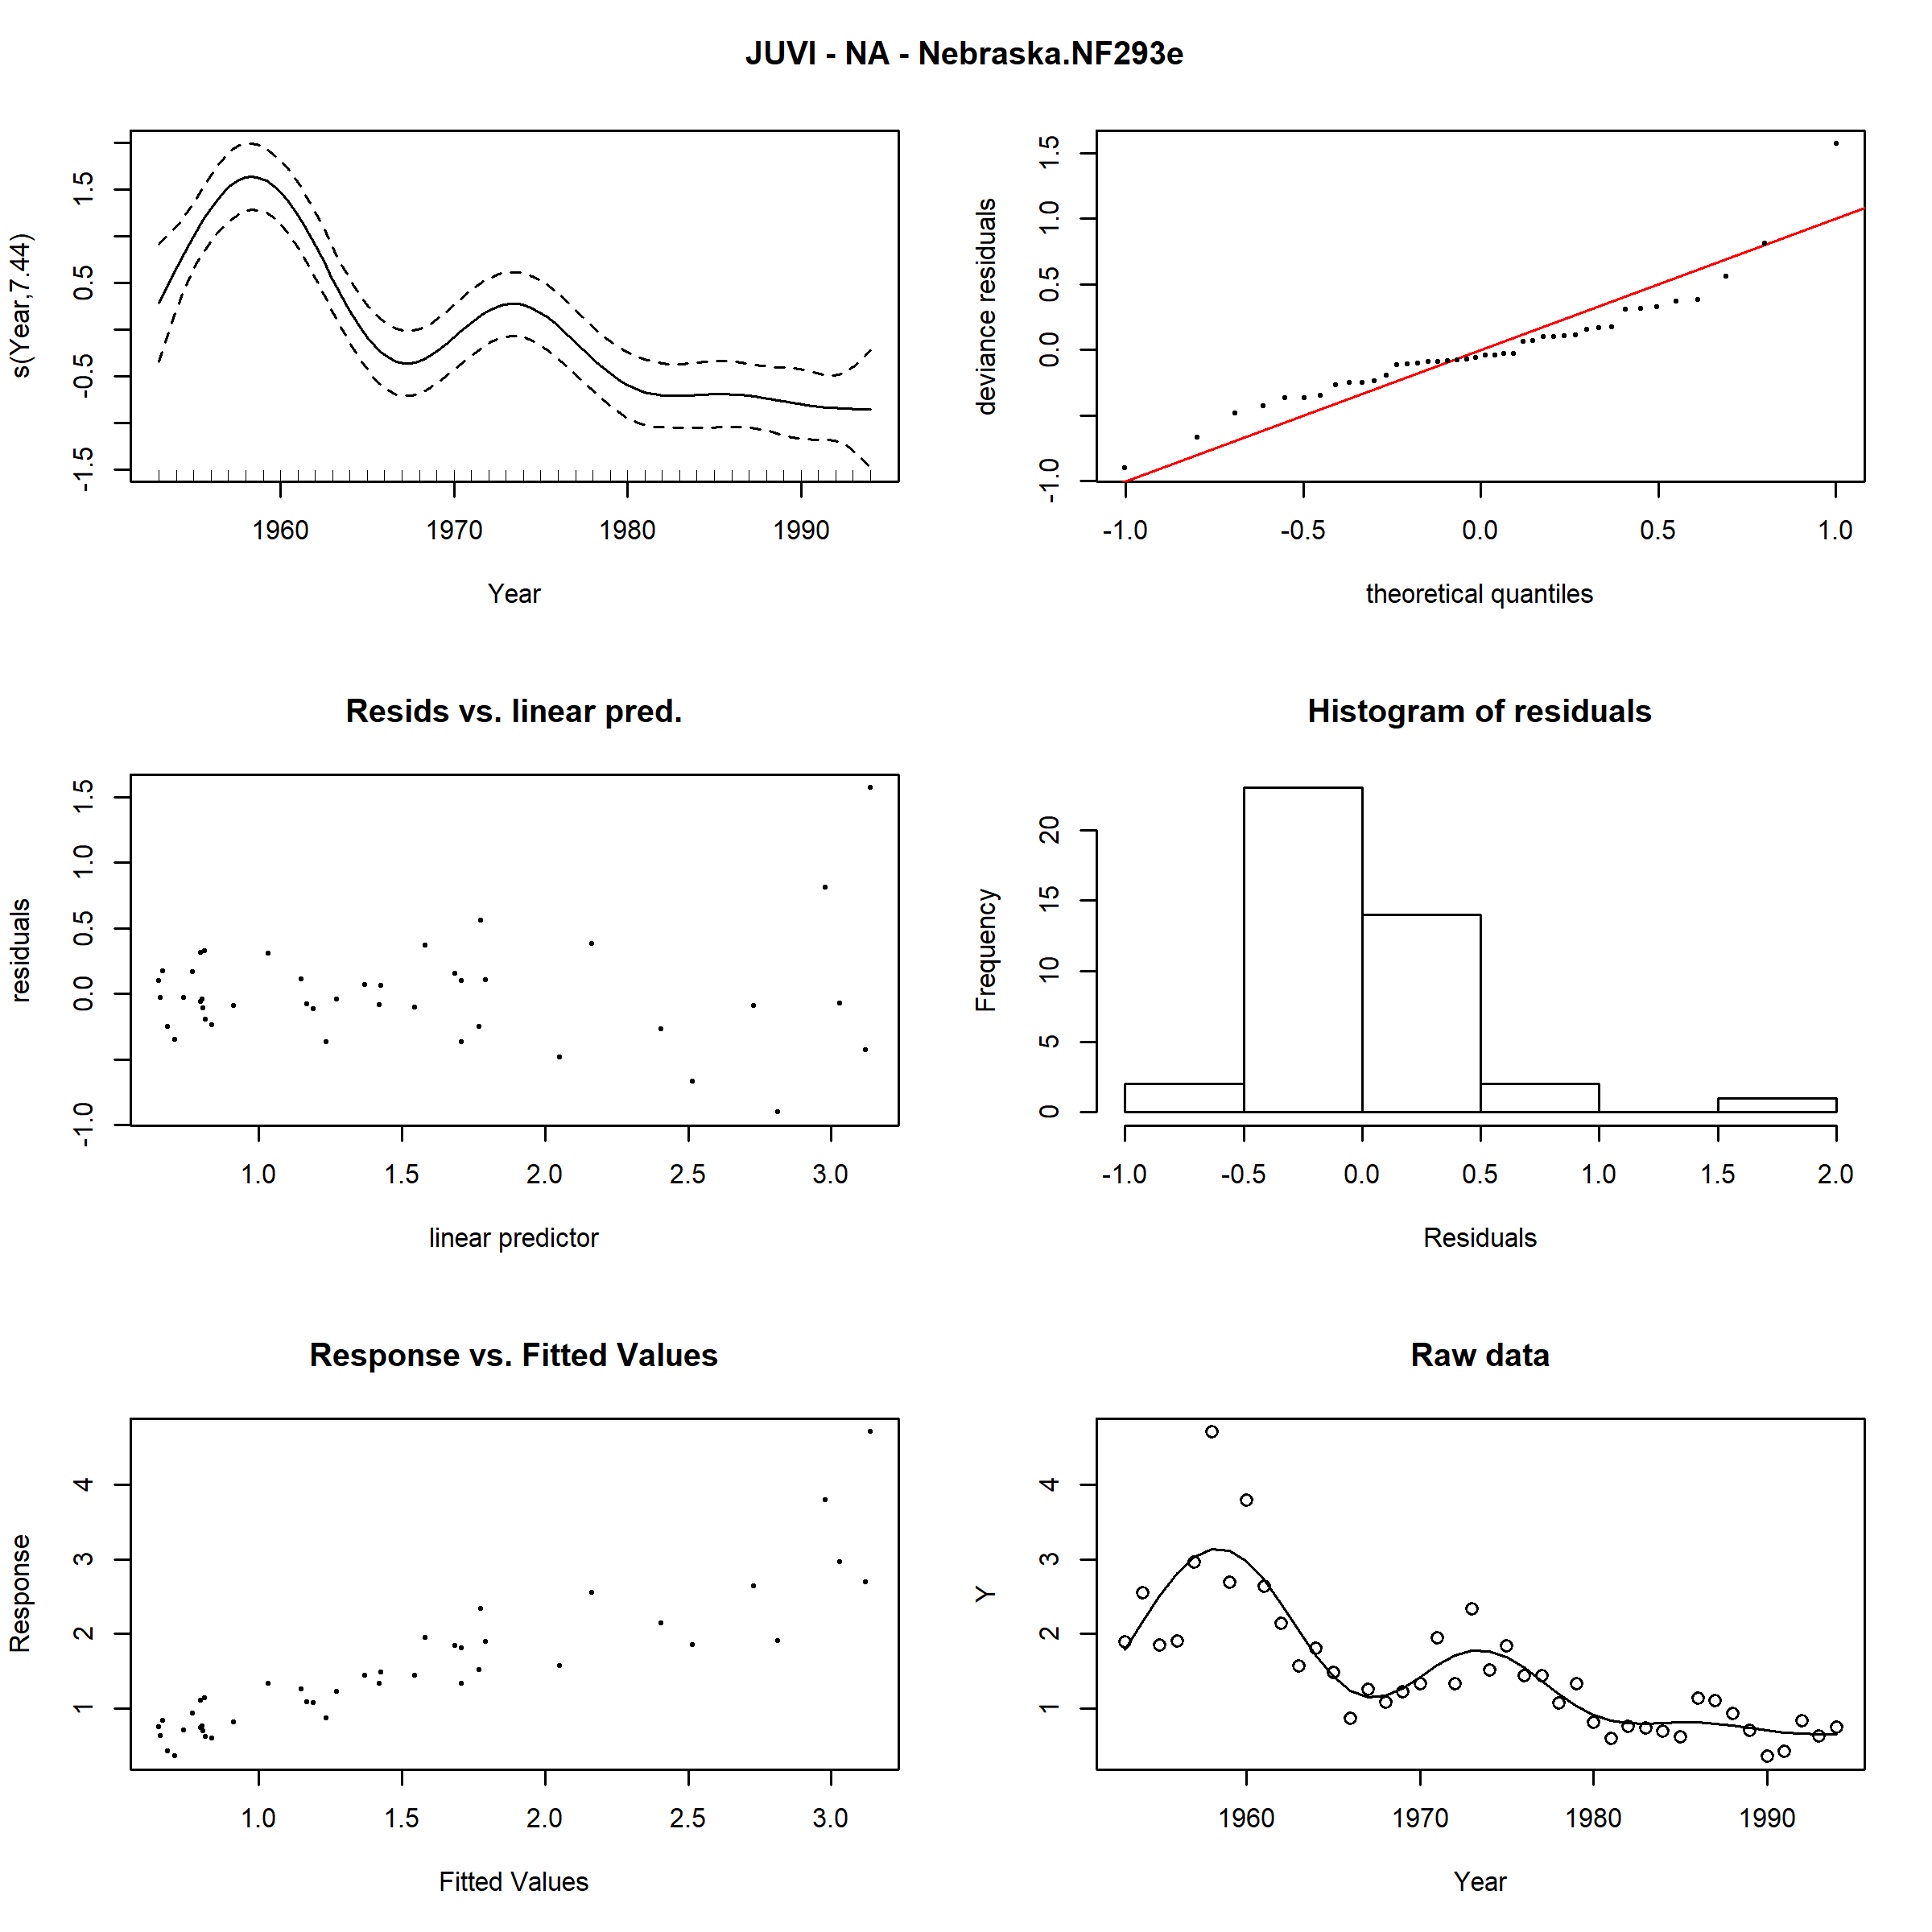 JUVI - NA - Nebraska.NF293e
s(Year,7.44)
-1.5 -0.5 0.5 1.5
1960 1970 1980 1990
Year
deviance residuals
-1.0 0.0 0.5 1.0 1.5
-1.0 -0.5 0.0 0.5 1.0
theoretical quantiles
Resids vs. linear pred.
residuals
-1.0 0.0 0.5 1.0 1.5
1.0 1.5 2.0 2.5 3.0
linear predictor
Histogram of residuals
Frequency
0 5 10 15 20
-1.0 -0.5 0.0 0.5 1.0 1.5 2.0
Residuals
Response vs. Fitted Values
Response
1 2 3 4
1.0 1.5 2.0 2.5 3.0
Fitted Values
Raw data
Y
1 2 3 4
1960 1970 1980 1990
Year